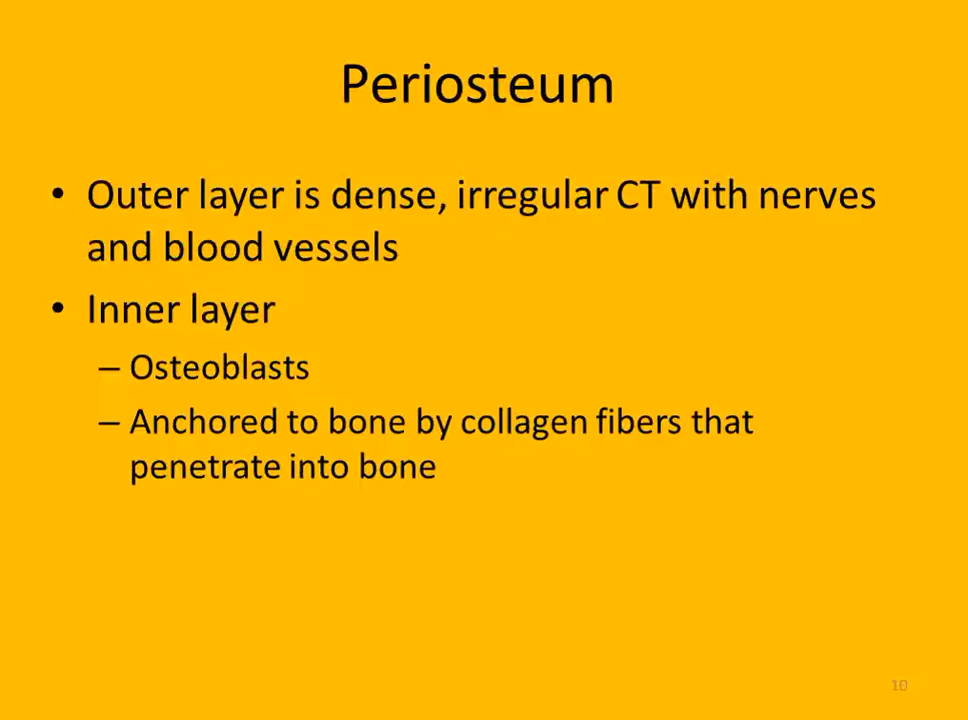 Periosteum
• Outer layer is dense, irregular CT with nerves
and blood vessels
• Inner layer
– Osteoblasts
– Anchored to bone by collagen fibers that
penetrate into bone
10